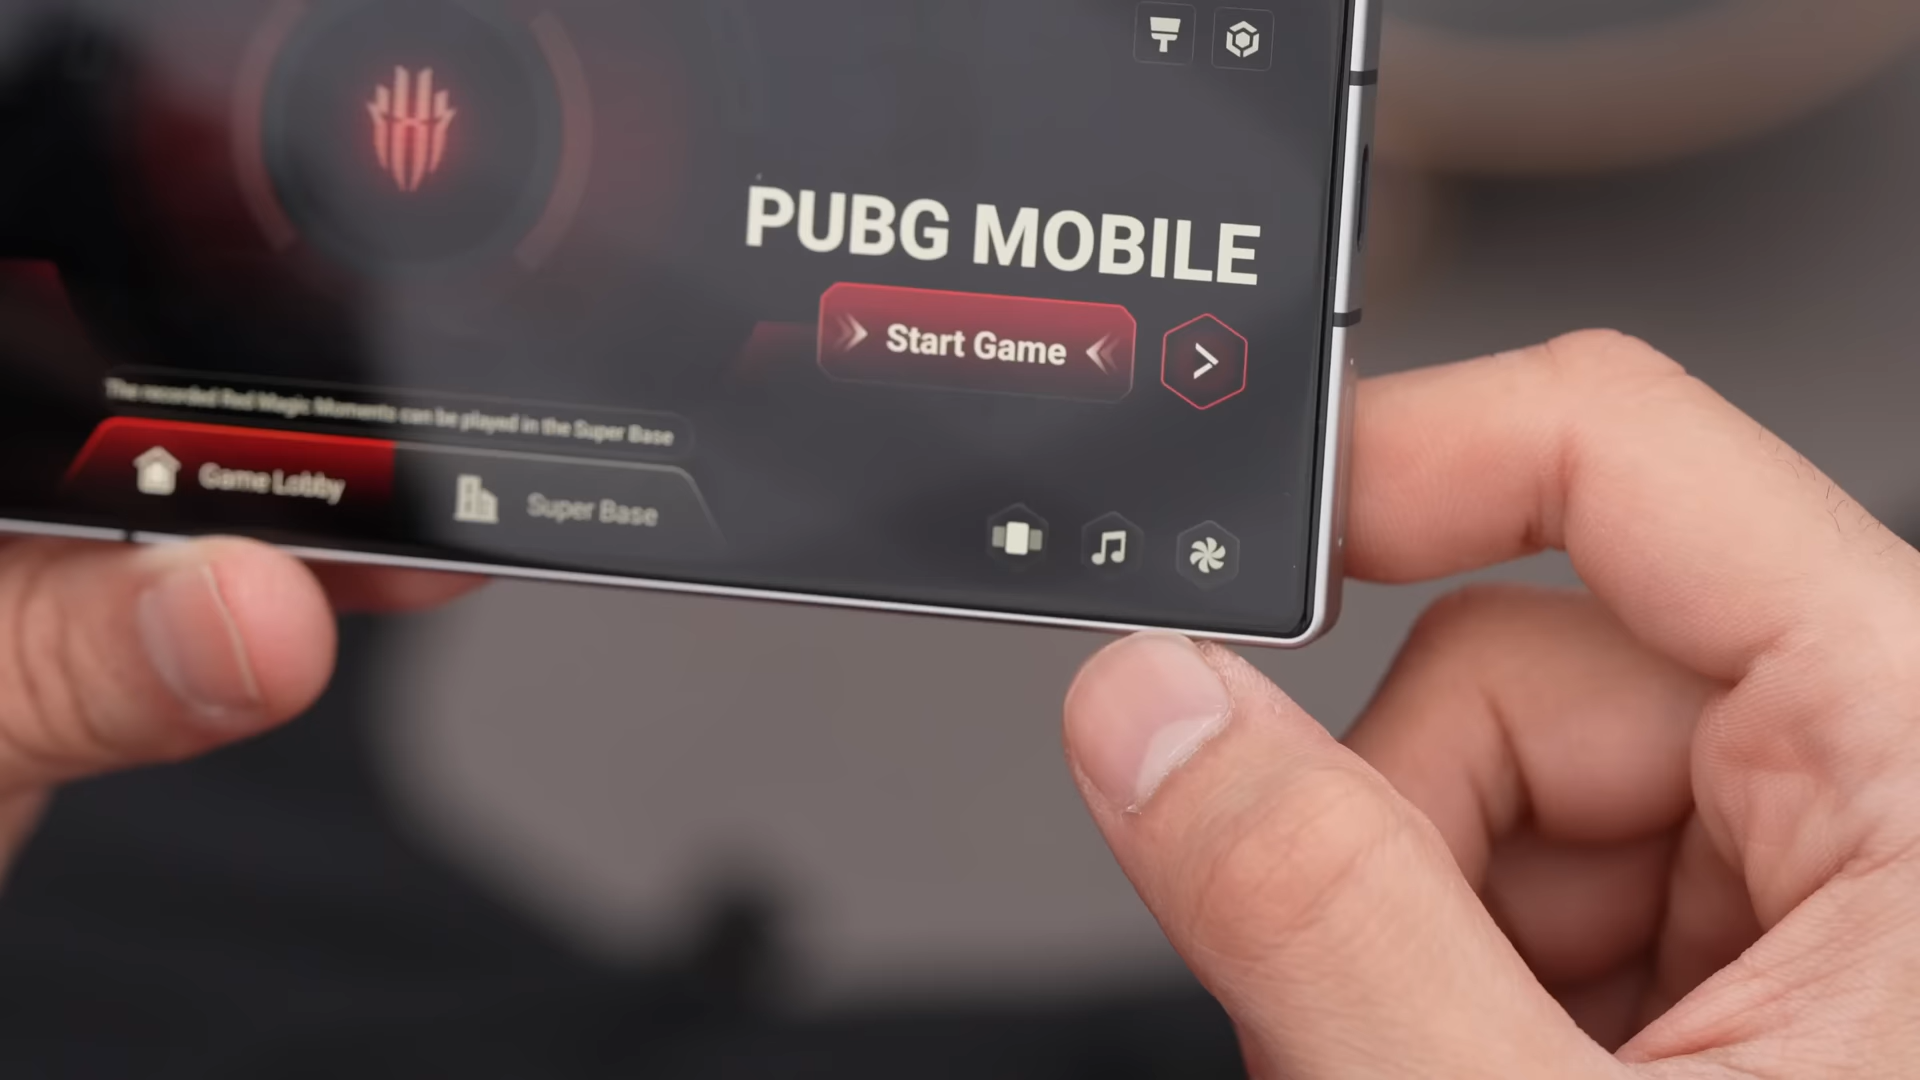 PUBG MOBILE
Start Game
The recorded Red Magic Moments can be played in the Super Base
Game Lobby
Super Base